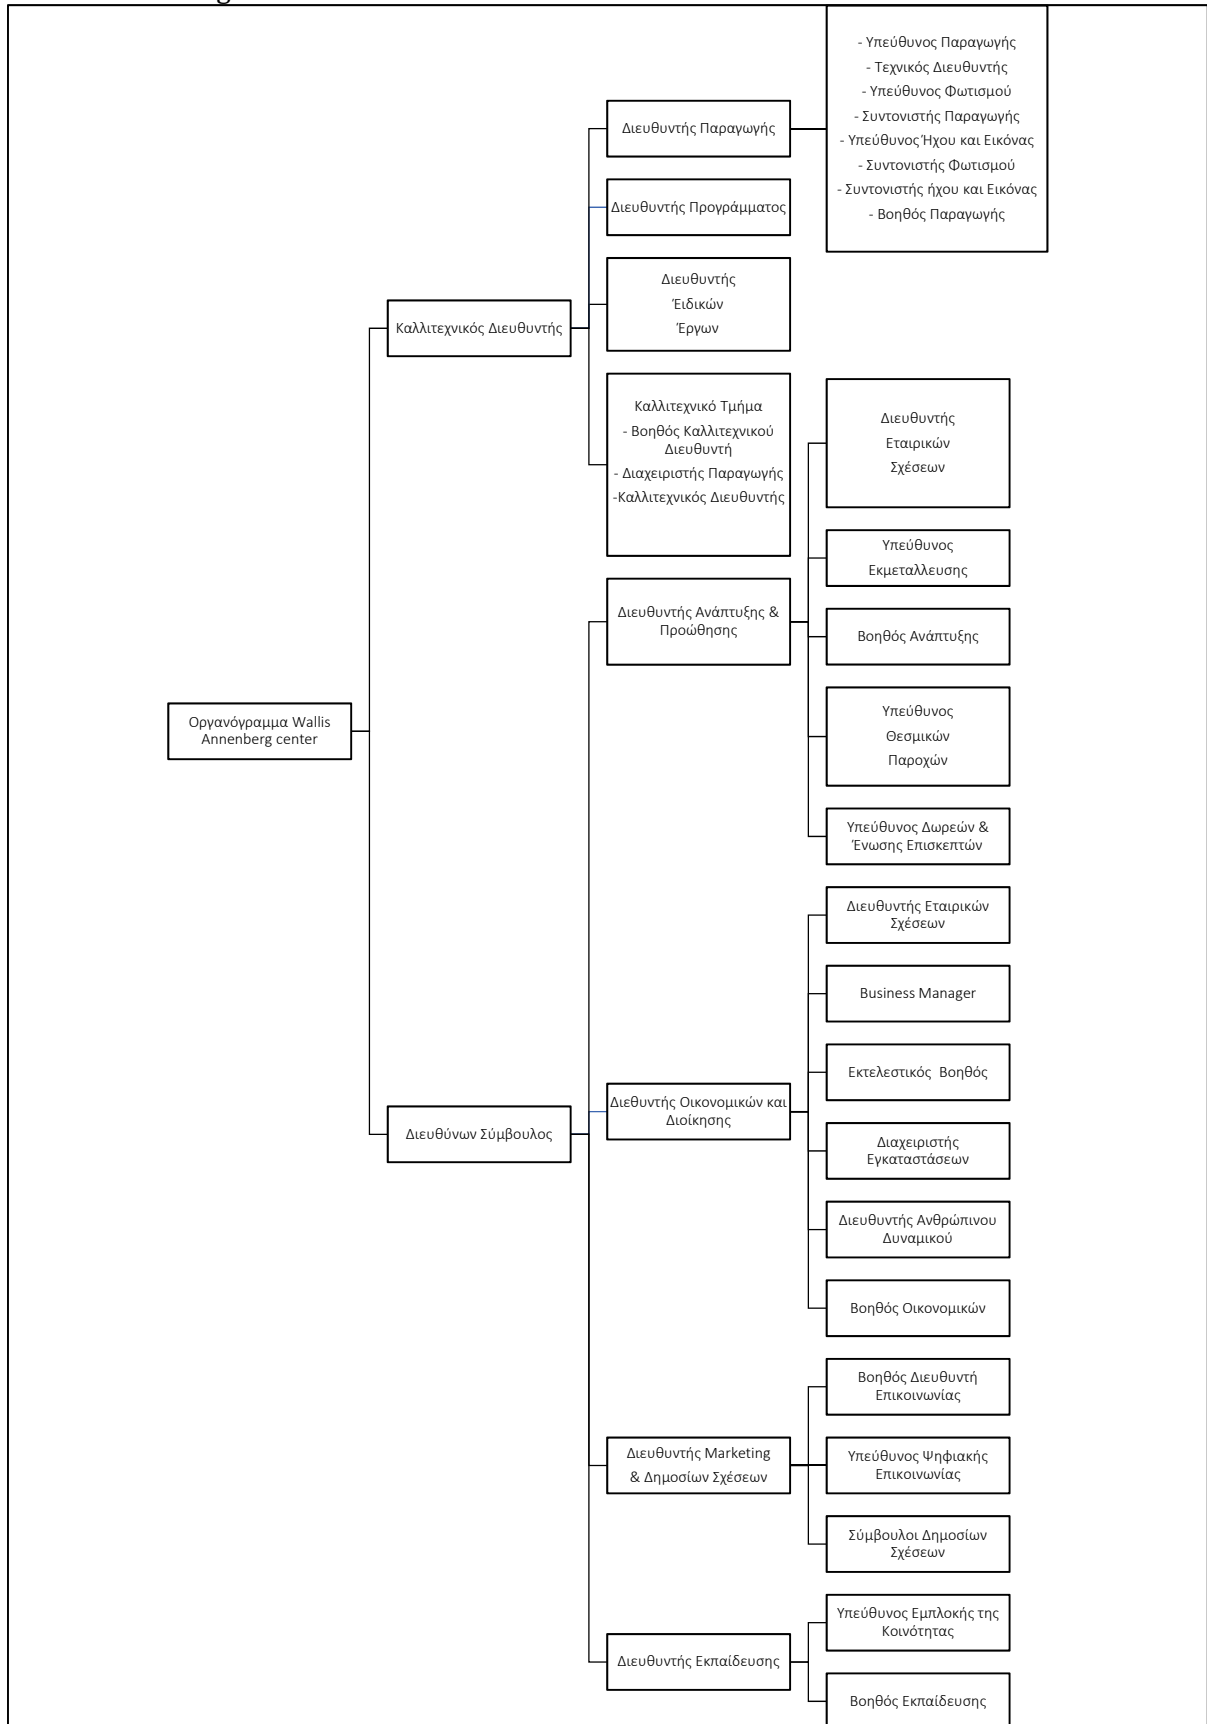 - Υπεύθυνος Παραγωγής
- Τεχνικός Διευθυντής
- Υπεύθυνος Φωτισμού
- Συντονιστής Παραγωγής
- Υπεύθυνος Ήχου και Εικόνας
- Συντονιστής Φωτισμού
- Συντονιστής ήχου και Εικόνας
- Βοηθός Παραγωγής
Διευθυντής Παραγωγής
Διευθυντής Προγράμματος
Διευθυντής
Έιδικών
Έργων
Καλλιτεχνικός Διευθυντής
Καλλιτεχνικό Τμήμα
- Βοηθός Καλλιτεχνικού
Διευθυντή
- Διαχειριστής Παραγωγής
-Καλλιτεχνικός Διευθυντής
Διευθυντής
Εταιρικών
Σχέσεων
Υπεύθυνος
Εκμεταλλευσης
Διευθυντής Ανάπτυξης &
Προώθησης
Βοηθός Ανάπτυξης
Υπεύθυνος
Θεσμικών
Παροχών
Οργανόγραμμα Wallis
Annenberg center
Υπεύθυνος Δωρεών &
Ένωσης Επισκεπτών
Διευθυντής Εταιρικών
Σχέσεων
Business Manager
Εκτελεστικός Βοηθός
Διεθυντής Οικονομικών και
Διοίκησης
Διευθύνων Σύμβουλος
Διαχειριστής
Εγκαταστάσεων
Διευθυντής Ανθρώπινου
Δυναμικού
Βοηθός Οικονομικών
Βοηθός Διευθυντή
Επικοινωνίας
Διευθυντής Marketing
& Δημοσίων Σχέσεων
Υπεύθυνος Ψηφιακής
Επικοινωνίας
Σύμβουλοι Δημοσίων
Σχέσεων
Υπεύθυνος Εμπλοκής της
Κοινότητας
Διευθυντής Εκπαίδευσης
Βοηθός Εκπαίδευσης